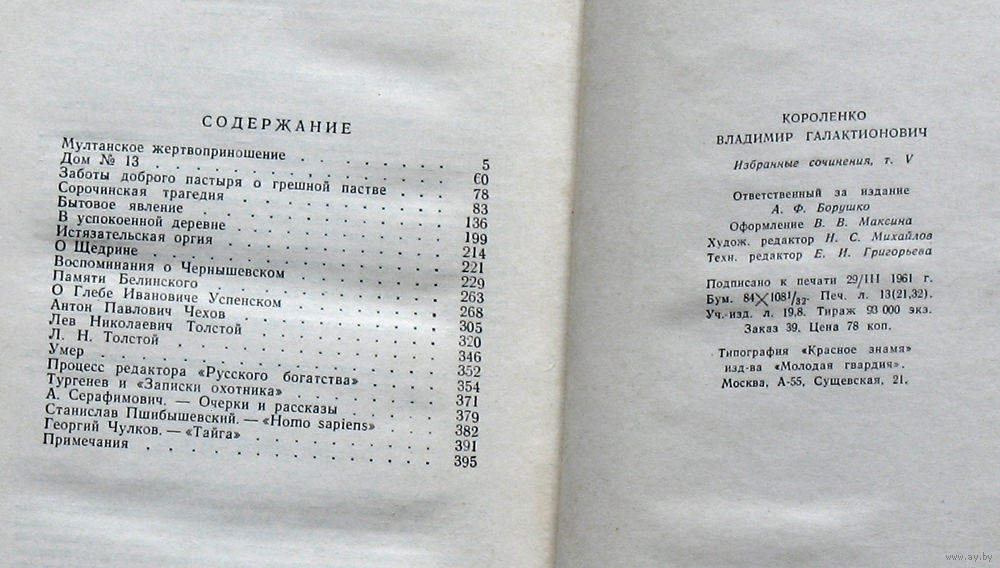 СОДЕРЖАНИЕ
Мултанское жертвоприношение . . . . . . . 5
Дом № 13 . . . . . . . . . . . . 60
Заботы доброго пастыря о грешной пастве . . . 78
Сорочинская трагедия . . . . . . . . . 83
Бытовое явление . . . . . . . . . . 136
В успокоенной деревне . . . . . . . . . 199
Истязательская оргия . . . . . . . . . 214
О Щедрине . . . . . . . . . . . . 221
Воспоминания о Чернышевском . . . . . . . 229
Памяти Белинского . . . . . . . . . . 263
О Глебе Ивановиче Успенском . . . . . . . 268
Антон Павлович Чехов . . . . . . . . . 305
Лев Николаевич Толстой . . . . . . . . 320
Л. Н. Толстой . . . . . . . . . . . 346
Умер . . . . . . . . . . . . . . 352
Процесс редактора «Русского богатства» . . . . 354
Тургенев и «Записки охотника» . . . . . . 371
А. Серафимович. — Очерки и рассказы . . . . 379
Станислав Пшибышевский. — «Homo sapiens» . . . 382
Георгий Чулков. — «Тайга» . . . . . . . 391
Примечания . . . . . . . . . . . . 395
КОРОЛЕНКО
ВЛАДИМИР ГАЛАКТИОНОВИЧ
Избранные сочинения, т. V
Ответственный за издание
А. Ф. Борушко
Оформление В. В. Максина
Худож. редактор Н. С. Михайлов
Техн. редактор Е. И. Григорьева
Подписано к печати 29/III 1961 г.
Бум. 84×108 1/32. Печ. л. 13(21,32).
Уч.-изд. л. 19,8. Тираж 93 000 экз.
Заказ 39. Цена 78 коп.
Типография «Красное знамя»
изд-ва «Молодая гвардия».
Москва, А-55, Сущевская, 21.
www.ay.by